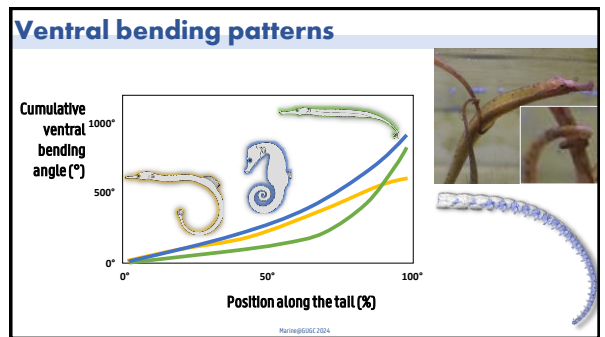 Ventral bending patterns
Cumulative
ventral
bending
angle (°)
1000°
500°
0°
0°
50°
100°
Position along the tail (%)
Marine@GUGC 2024